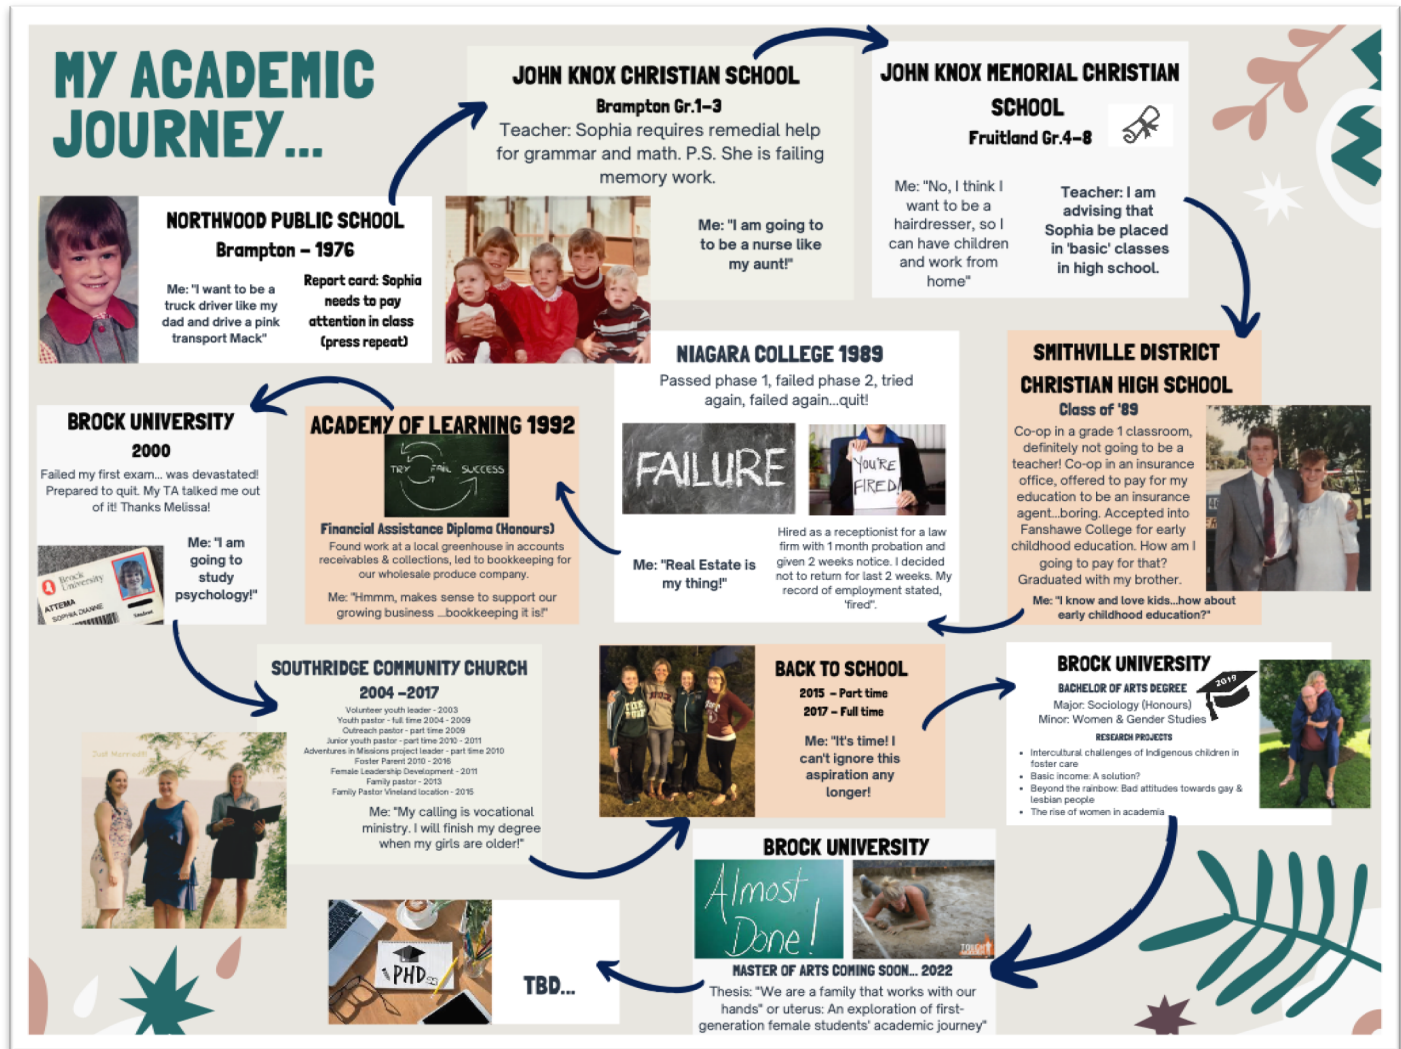 MY ACADEMIC
JOURNEY...
NORTHWOOD PUBLIC SCHOOL
Brampton – 1976
Me: "I want to be a
truck driver like my
dad and drive a pink
transport Mack"
Report card: Sophia
needs to pay
attention in class
(press repeat)
JOHN KNOX CHRISTIAN SCHOOL
Brampton Gr.1–3
Teacher: Sophia requires remedial help
for grammar and math. P.S. She is failing
memory work.
Me: "I am going to
to be a nurse like
my aunt!"
JOHN KNOX MEMORIAL CHRISTIAN
SCHOOL
Fruitland Gr.4–8
Me: "No, I think I
want to be a
hairdresser, so I
can have children
and work from
home"
Teacher: I am
advising that
Sophia be placed
in 'basic' classes
in high school.
SMITHVILLE DISTRICT
CHRISTIAN HIGH SCHOOL
Class of '89
Co-op in a grade 1 classroom,
definitely not going to be a
teacher! Co-op in an insurance
office, offered to pay for my
education to be an insurance
agent...boring. Accepted into
Fanshawe College for early
childhood education. How am I
going to pay for that?
Graduated with my brother.
Me: "I know and love kids...how about
early childhood education?"
NIAGARA COLLEGE 1989
Passed phase 1, failed phase 2, tried
again, failed again...quit!
FAILURE
YOU'RE
FIRED!
Me: "Real Estate is
my thing!"
Hired as a receptionist for a law
firm with 1 month probation and
given 2 weeks notice. I decided
not to return for last 2 weeks. My
record of employment stated,
'fired".
ACADEMY OF LEARNING 1992
TRY FAIL SUCCESS
Financial Assistance Diploma (Honours)
Found work at a local greenhouse in accounts
receivables & collections, led to bookkeeping for
our wholesale produce company.
Me: "Hmmm, makes sense to support our
growing business ...bookkeeping it is!"
BROCK UNIVERSITY
2000
Failed my first exam... was devastated!
Prepared to quit. My TA talked me out
of it! Thanks Melissa!
Me: "I am
going to
study
psychology!"
Brock
University
ATTEMA
SOPHIA DIANNE
Student
SOUTHRIDGE COMMUNITY CHURCH
2004 –2017
Volunteer youth leader - 2003
Youth pastor - full time 2004 - 2009
Outreach pastor - part time 2009
Junior youth pastor - part time 2010 - 2011
Adventures in Missions project leader - part time 2010
Foster Parent 2010 - 2016
Female Leadership Development - 2011
Family pastor - 2013
Family Pastor Vineland location - 2015
Me: "My calling is vocational
ministry. I will finish my degree
when my girls are older!"
Just Married!!
BACK TO SCHOOL
2015 – Part time
2017 – Full time
Me: "It's time! I
can't ignore this
aspiration any
longer!
BROCK UNIVERSITY
2019
BACHELOR OF ARTS DEGREE
Major: Sociology (Honours)
Minor: Women & Gender Studies
RESEARCH PROJECTS
• Intercultural challenges of Indigenous children in
foster care
• Basic income: A solution?
• Beyond the rainbow: Bad attitudes towards gay &
lesbian people
• The rise of women in academia
BROCK UNIVERSITY
Almost
Done!
TOUGH
MASTER OF ARTS COMING SOON... 2022
Thesis: "We are a family that works with our
hands" or uterus: An exploration of first-
generation female students' academic journey"
PHD
TBD...